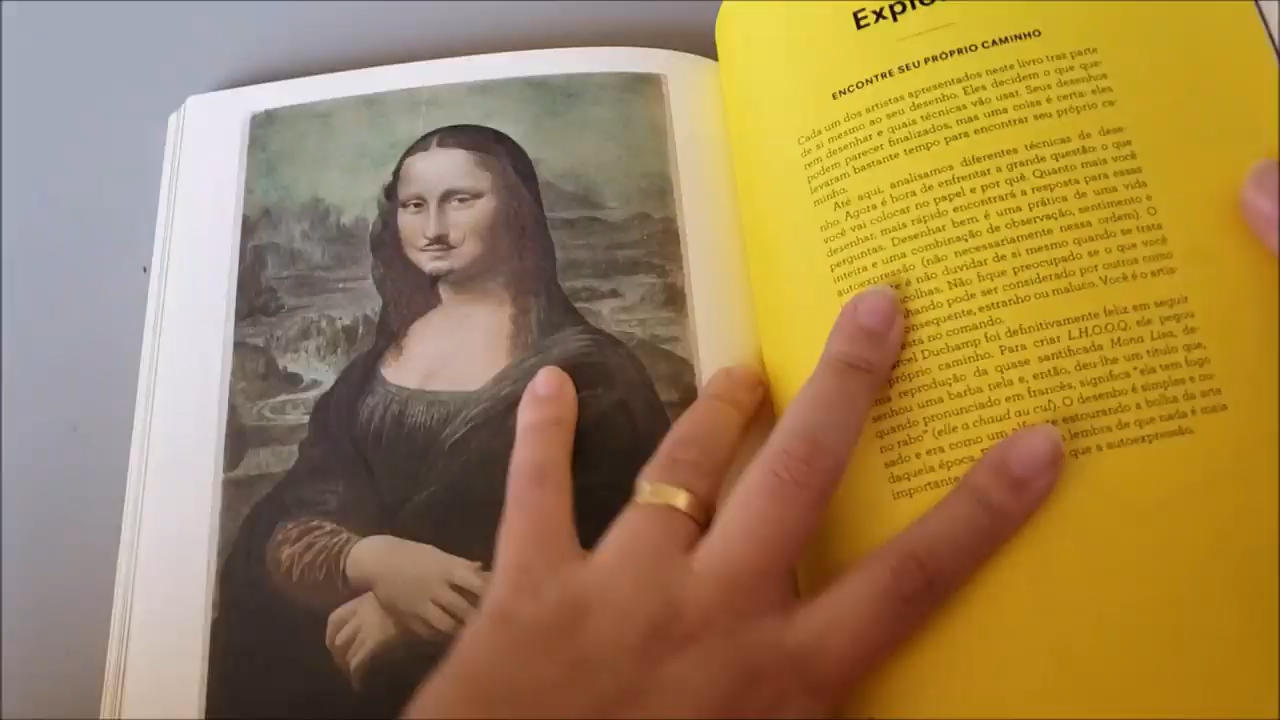 ENCONTRE SEU PRÓPRIO CAMINHO
Cada um dos artistas apresentados neste livro traz parte
de si mesmo ao seu desenho. Eles decidem o que que-
rem desenhar e quais técnicas vão usar. Seus desenhos
podem parecer finalizados, mas uma coisa é certa: eles
levaram bastante tempo para encontrar seu próprio ca-
minho.
Até aqui, analisamos diferentes técnicas de dese-
nho. Agora é hora de enfrentar a grande questão: o que
você vai colocar no papel e por quê. Quanto mais você
desenhar, mais rápido encontrará a resposta para essas
perguntas. Desenhar bem é uma prática de uma vida
inteira e uma combinação de observação, sentimento e
autoexpressão (não necessariamente nessa ordem). O
é não duvidar de si mesmo quando se trata
Não fique preocupado se o que você
pode ser considerado por outros como
estranho ou maluco. Você é o artis-
está no comando.
Duchamp foi definitivamente feliz em seguir
próprio caminho. Para criar L.H.O.O.Q, ele pegou
reprodução da quase santificada Mona Lisa, de-
senhou uma barba nela e, então, deu-lhe um título que,
quando pronunciado em francês, significa "ela tem fogo
no rabo" (elle a chaud au cul). O desenho é simples e ou-
sado e era como um estourando a bolha da arte
daquela época, lembra de que nada é mais
importante que a autoexpressão.